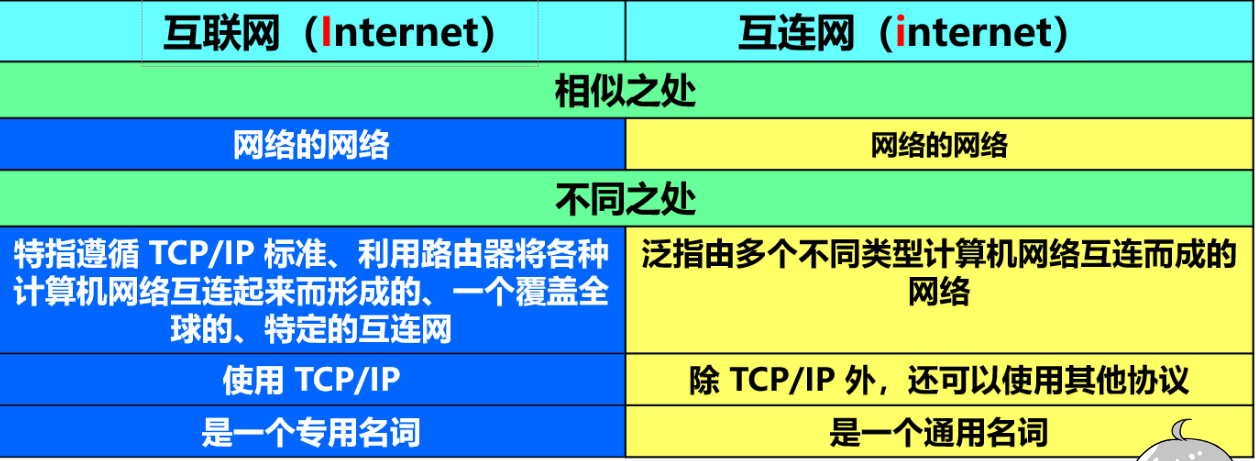 互联网（Internet）
互连网（internet）
相似之处
网络的网络
网络的网络
不同之处
特指遵循 TCP/IP 标准、利用路由器将各种
计算机网络互连起来而形成的、一个覆盖全
球的、特定的互连网
泛指由多个不同类型计算机网络互连而成的
网络
使用 TCP/IP
除 TCP/IP 外，还可以使用其他协议
是一个专用名词
是一个通用名词